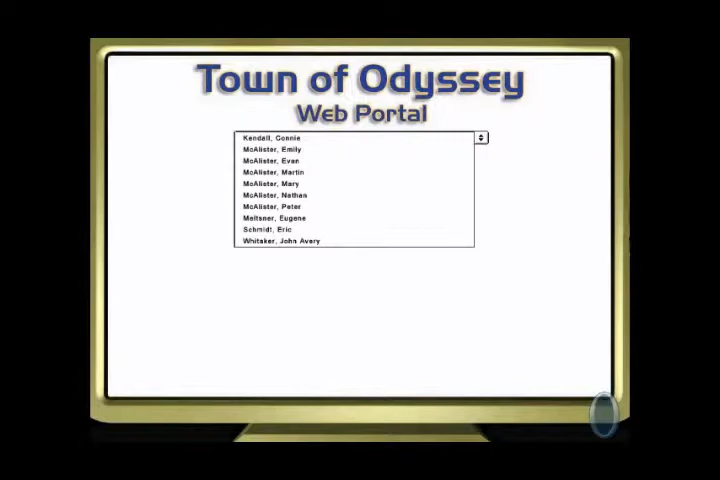 Town of Odyssey
Web Portal
Kendall, Connie
McAlister, Emily
McAlister, Evan
McAlister, Martin
McAlister, Mary
McAlister, Nathan
McAlister, Peter
Meltsner, Eugene
Schmidt, Eric
Whitaker, John Avery